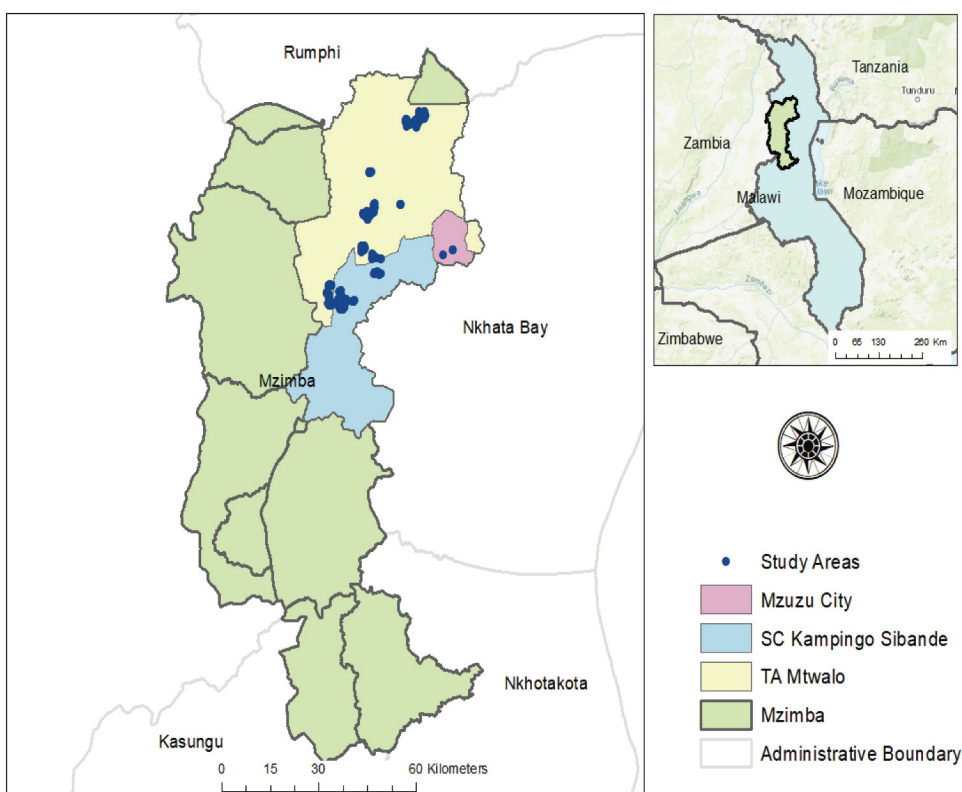 Rumphi
Nkhata Bay
Mzimba
Nkhotakota
Kasungu
0 15 30 60 Kilometers
Tanzania
Tunduru
Zambia
Malawi
Mozambique
Zimbabwe
0 65 130 260 Km
Study Areas
Mzuzu City
SC Kampingo Sibande
TA Mtwalo
Mzimba
Administrative Boundary